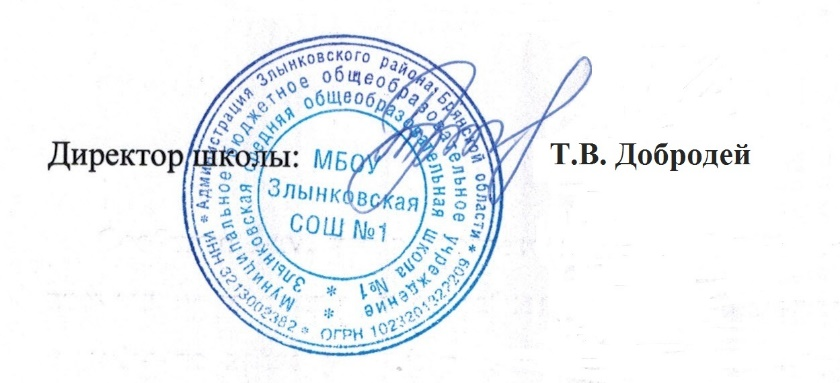 Директор школы:
Т.В. Добродей
* Администрация Злынковского района Брянской области *
ИНН 3213002382 * ОГРН 1023201322209
Муниципальное бюджетное общеобразовательное учреждение *
Злынковская средняя общеобразовательная школа №1 *
МБОУ
Злынковская
СОШ №1